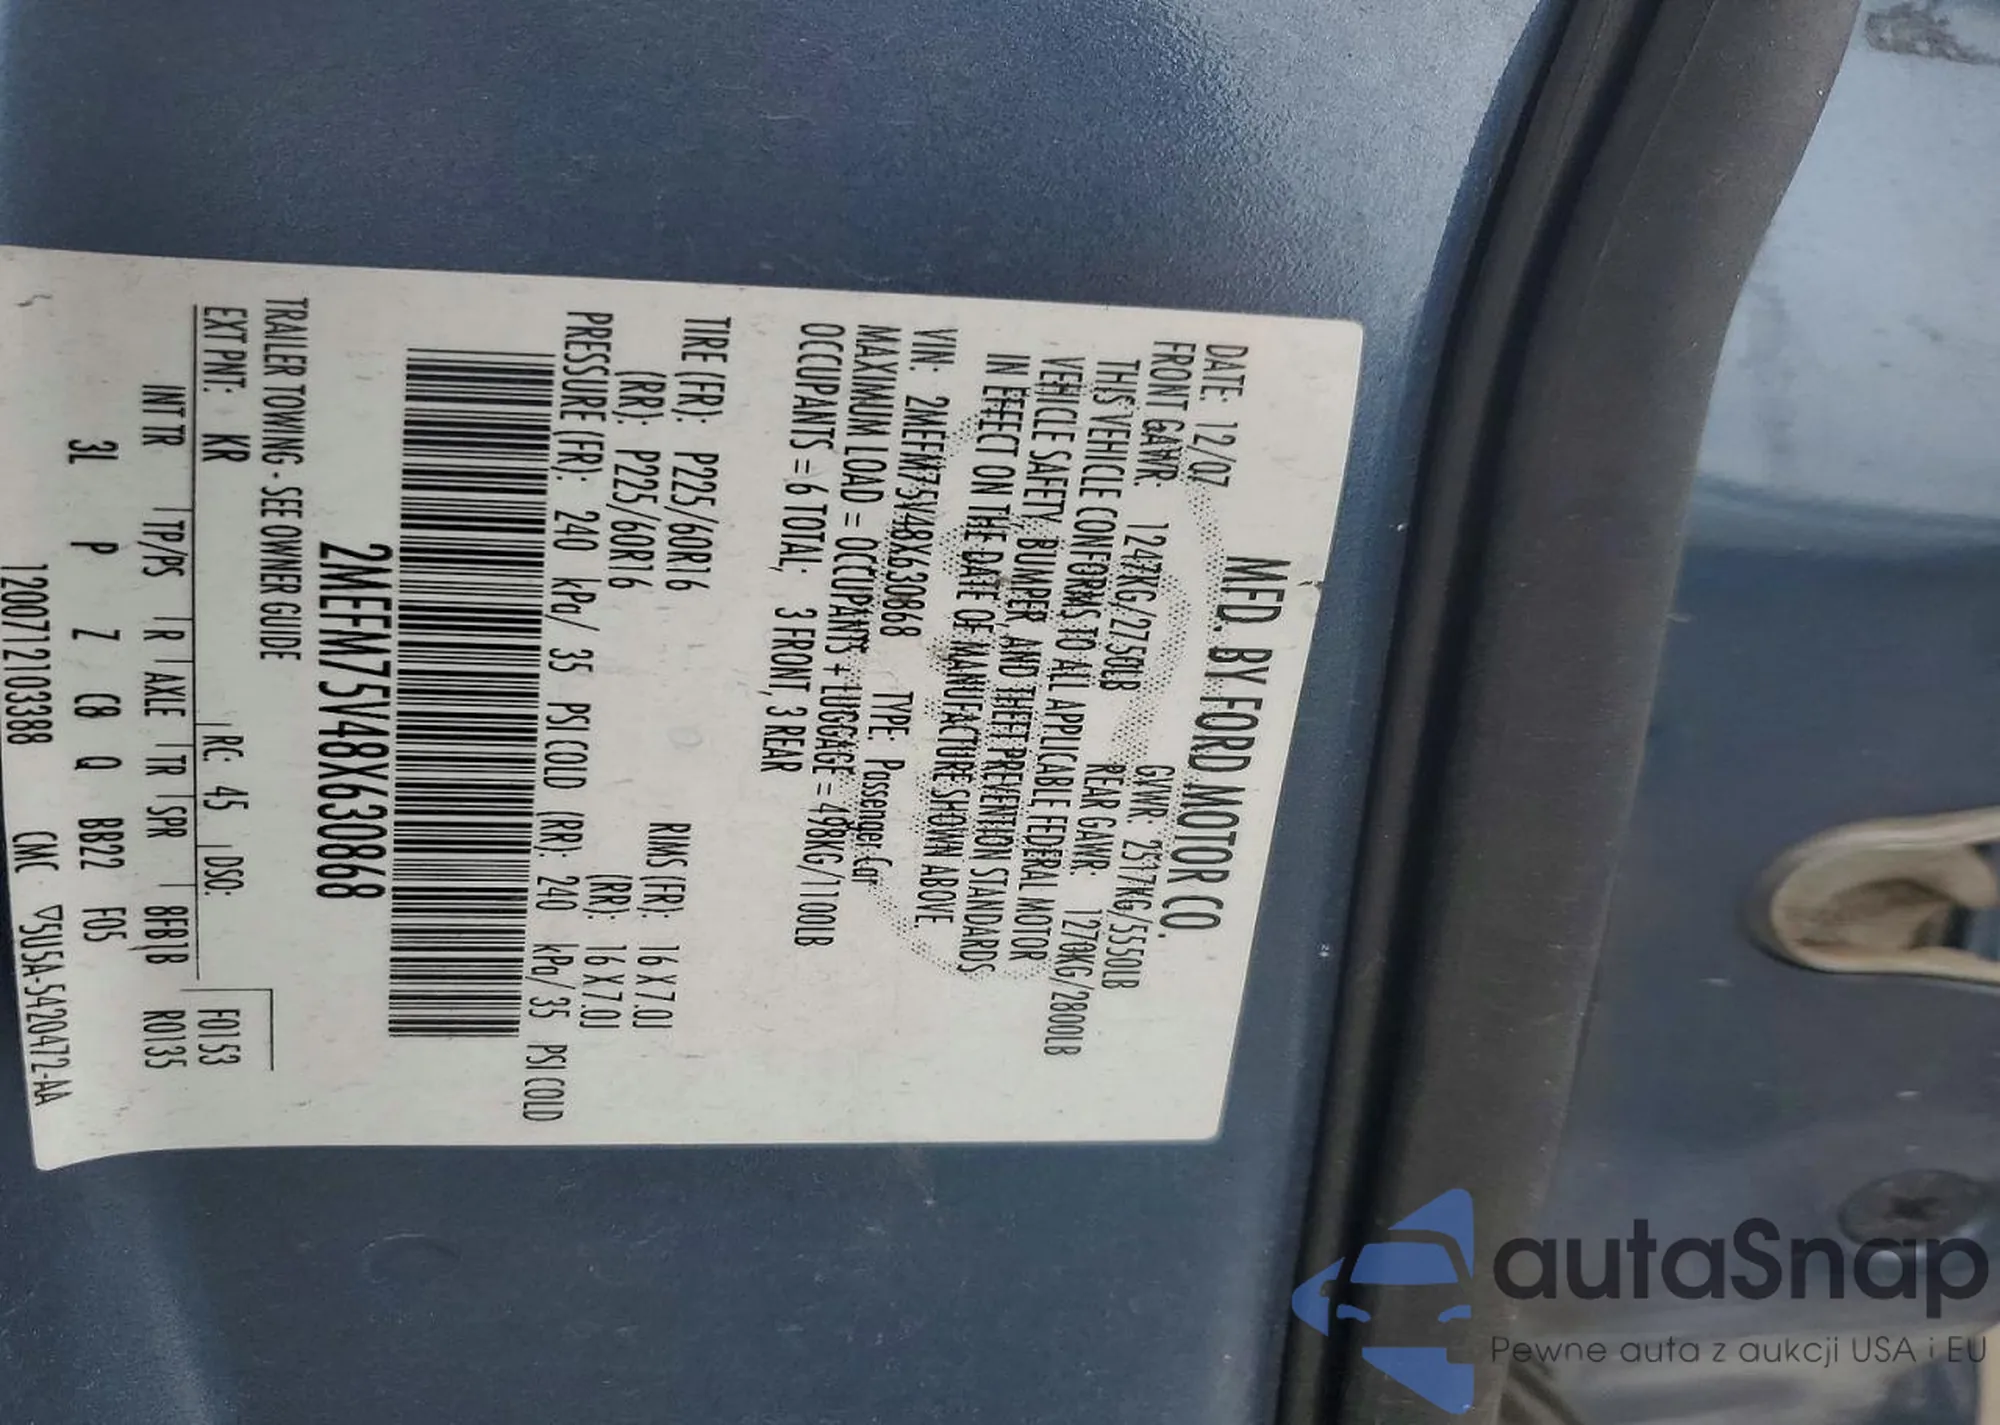 MFD. BY FORD MOTOR CO.
DATE: 12/07 GVWR: 2517KG/5550LB
FRONT GAWR: 1247KG/2750LB REAR GAWR: 1270KG/2800LB
THIS VEHICLE CONFORMS TO ALL APPLICABLE FEDERAL MOTOR
VEHICLE SAFETY, BUMPER, AND THEFT PREVENTION STANDARDS
IN EFFECT ON THE DATE OF MANUFACTURE SHOWN ABOVE.
VIN: 2MEFM75V48X630868 TYPE: Passenger Car
MAXIMUM LOAD = OCCUPANTS + LUGGAGE = 498KG/1100LB
OCCUPANTS = 6 TOTAL, 3 FRONT, 3 REAR
TIRE (FR): P225/60R16 RMS (FR): 16 X 7.0J
(RR): P225/60R16 (RR): 16 X 7.0J
PRESSURE (FR): 240 kPa/ 35 PSI COLD (RR): 240 kPa/ 35 PSI COLD
2MEFM75V48X630868
TRAILER TOWING - SEE OWNER GUIDE
EXT PNT: KR RC: 45 DSO: F0153
INT TR TP/PS R AXLE TR SPR 8FB1B R0135
3L P Z C8 Q BB22 F05
1200712103388 CMC ▽5U5A-5420472-AA
autaSnap
Pewne auta z aukcji USA i EU